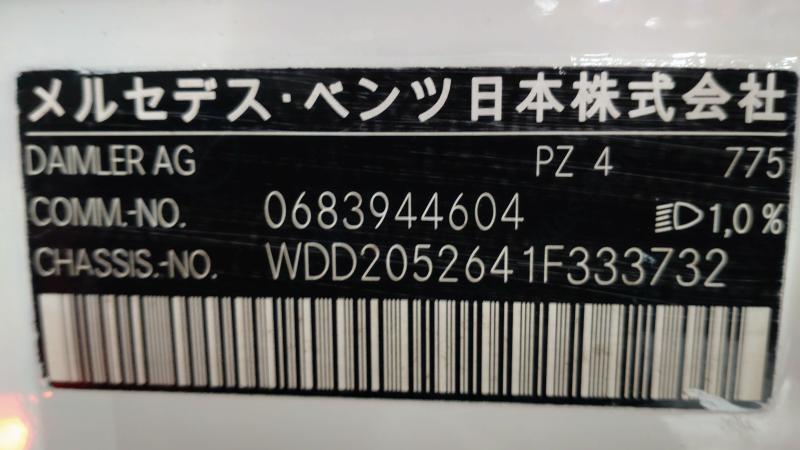 メルセデス・ベンツ日本株式会社
DAIMLER AG PZ 4 775
COMM.-NO. 0683944604 1,0 %
CHASSIS.-NO. WDD2052641F333732